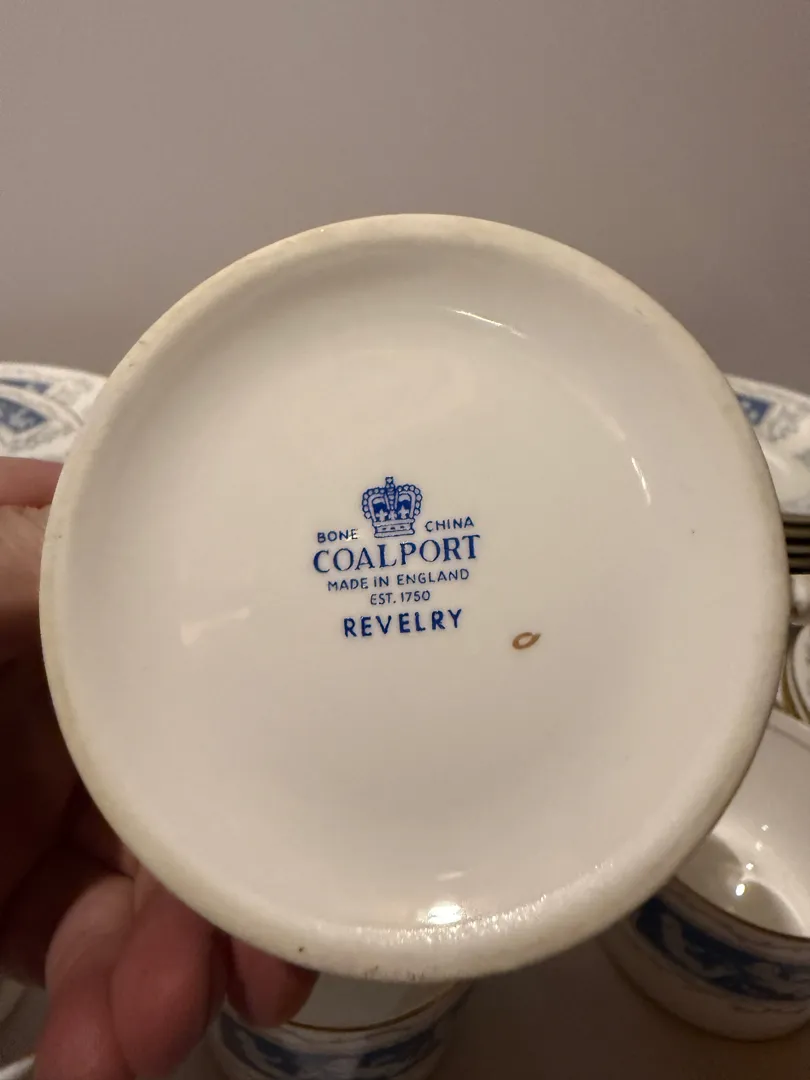 BONE CHINA
COALPORT
MADE IN ENGLAND
EST. 1750
REVELRY